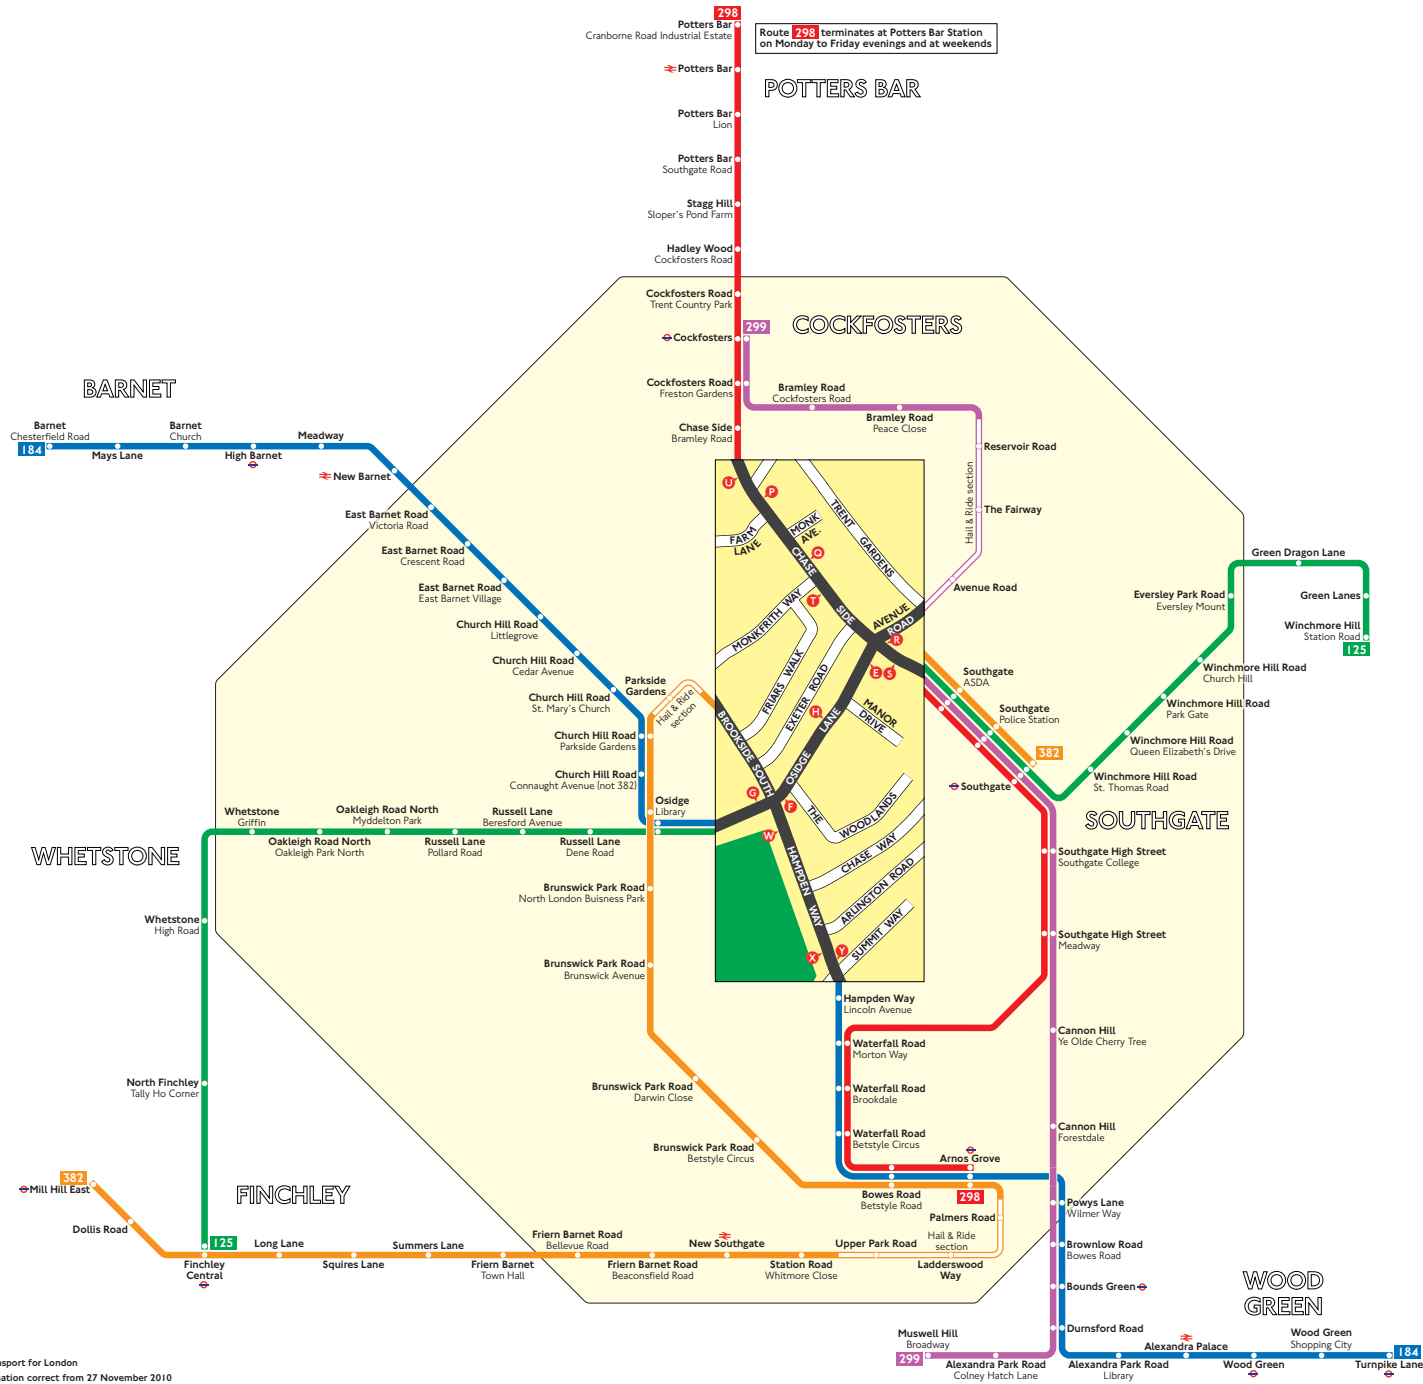 298
Potters Bar
Cranborne Road Industrial Estate
Route 298 terminates at Potters Bar Station
on Monday to Friday evenings and at weekends
Potters Bar
POTTERS BAR
Potters Bar
Lion
Potters Bar
Southgate Road
Stagg Hill
Sloper's Pond Farm
Hadley Wood
Cockfosters Road
Cockfosters Road
Trent Country Park
299
COCKFOSTERS
Cockfosters
Cockfosters Road
Freston Gardens
Bramley Road
Cockfosters Road
Bramley Road
Peace Close
Chase Side
Bramley Road
Reservoir Road
Hail & Ride section
The Fairway
Avenue Road
BARNET
Barnet
Chesterfield Road
184
Mays Lane
Barnet
Church
High Barnet
Meadway
New Barnet
East Barnet Road
Victoria Road
East Barnet Road
Crescent Road
East Barnet Road
East Barnet Village
Church Hill Road
Littlegrove
Church Hill Road
Cedar Avenue
Church Hill Road
St. Mary's Church
Parkside
Gardens
Hail & Ride
section
Church Hill Road
Parkside Gardens
Church Hill Road
Connaught Avenue (not 382)
Osidge
Library
U
P
FARM
LANE
MONK
AVE.
TRENT
GARDENS
CHASE
SIDE
Q
T
MONKFRITH WAY
AVENUE
ROAD
R
E
S
FRIARS WALK
EXETER ROAD
H
MANOR
DRIVE
BROOKSIDE SOUTH
OSIDGE
LANE
G
F
THE
WOODLANDS
W
CHASE WAY
HAMPDEN
WAY
ARLINGTON ROAD
SUMMIT WAY
X
Y
Green Dragon Lane
Eversley Park Road
Eversley Mount
Green Lanes
Winchmore Hill
Station Road
125
Winchmore Hill Road
Church Hill
Winchmore Hill Road
Park Gate
Winchmore Hill Road
Queen Elizabeth's Drive
Winchmore Hill Road
St. Thomas Road
Southgate
ASDA
Southgate
Police Station
382
Southgate
SOUTHGATE
Southgate High Street
Southgate College
Southgate High Street
Meadway
Cannon Hill
Ye Olde Cherry Tree
Cannon Hill
Forestdale
WHETSTONE
Whetstone
Griffin
Oakleigh Road North
Oakleigh Park North
Oakleigh Road North
Myddelton Park
Russell Lane
Pollard Road
Russell Lane
Beresford Avenue
Russell Lane
Dene Road
Whetstone
High Road
Brunswick Park Road
North London Buisness Park
Brunswick Park Road
Brunswick Avenue
Brunswick Park Road
Darwin Close
Brunswick Park Road
Betstyle Circus
Hampden Way
Lincoln Avenue
Waterfall Road
Morton Way
Waterfall Road
Brookdale
Waterfall Road
Betstyle Circus
Arnos Grove
298
Bowes Road
Betstyle Road
Palmers Road
Hail & Ride
section
North Finchley
Tally Ho Corner
382
Mill Hill East
Dollis Road
FINCHLEY
125
Finchley
Central
Long Lane
Squires Lane
Summers Lane
Friern Barnet
Town Hall
Friern Barnet Road
Bellevue Road
Friern Barnet Road
Beaconsfield Road
New Southgate
Station Road
Whitmore Close
Upper Park Road
Ladderswood
Way
Powys Lane
Wilmer Way
Brownlow Road
Bowes Road
Bounds Green
Durnsford Road
WOOD
GREEN
Muswell Hill
Broadway
299
Alexandra Park Road
Colney Hatch Lane
Alexandra Park Road
Library
Alexandra Palace
Wood Green
Wood Green
Shopping City
184
Turnpike Lane
nsport for London
nation correct from 27 November 2010